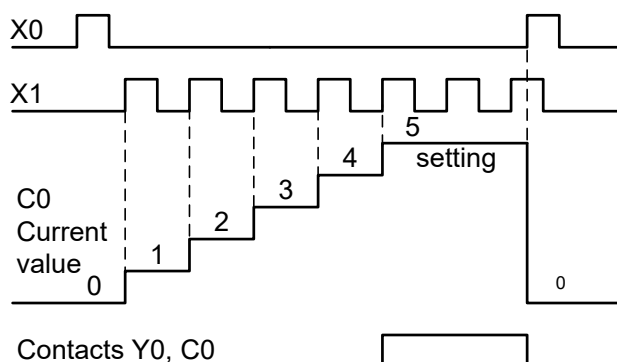 X0
X1
5
setting
4
3
2
1
C0
Current
value
0
0
Contacts Y0, C0